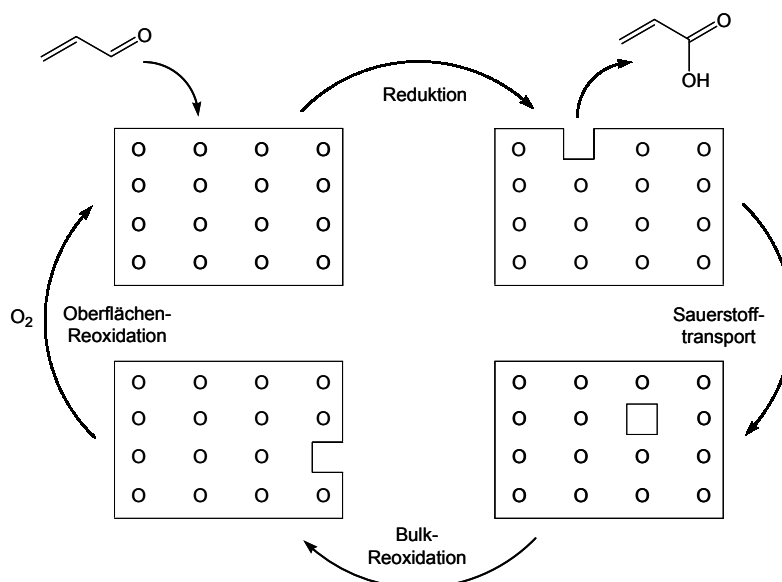 O
O
OH
Reduktion
O O O O
O O O O
O O O O
O O O O
O O O
O O O O
O O O O
O O O O
O₂
Oberflächen-
Reoxidation
Sauerstoff-
transport
O O O O
O O O O
O O O
O O O O
O O O O
O O O
O O O O
O O O O
Bulk-
Reoxidation